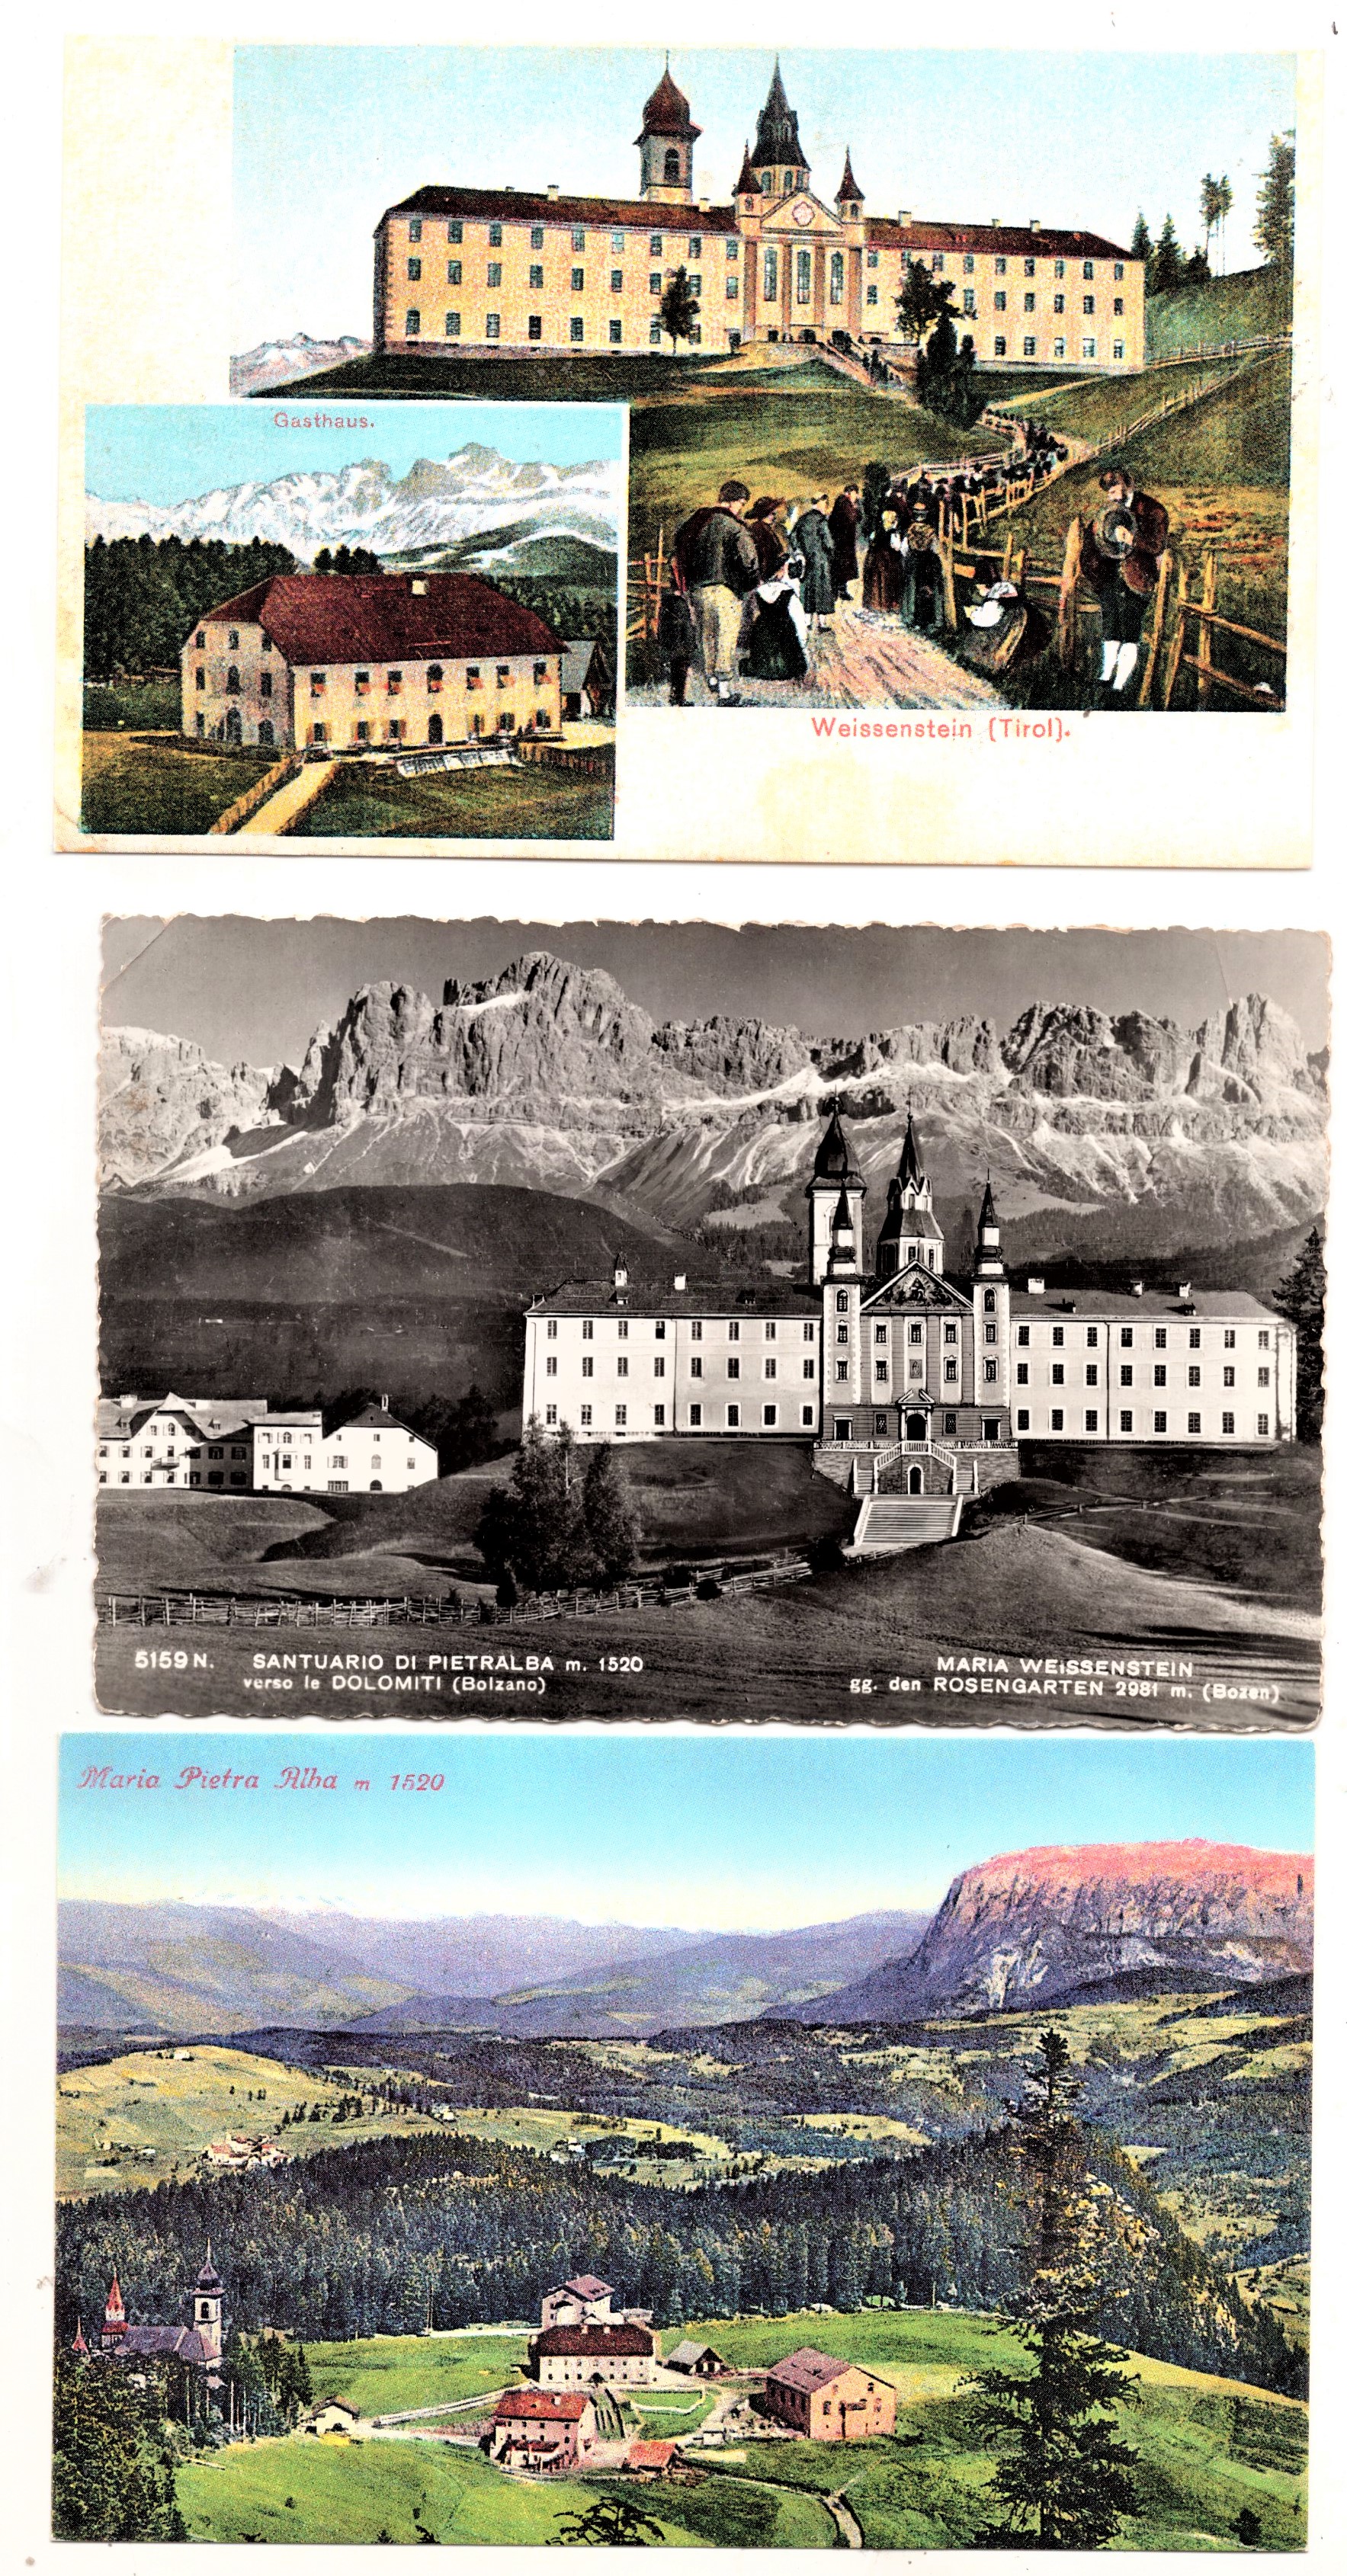 Gasthaus.
Weissenstein (Tirol).
5159 N. SANTUARIO DI PIETRALBA m. 1520
verso le DOLOMITI (Bolzano)
MARIA WEISSENSTEIN
gg. den ROSENGARTEN 2981 m. (Bozen)
Maria Pietra Alba m 1520